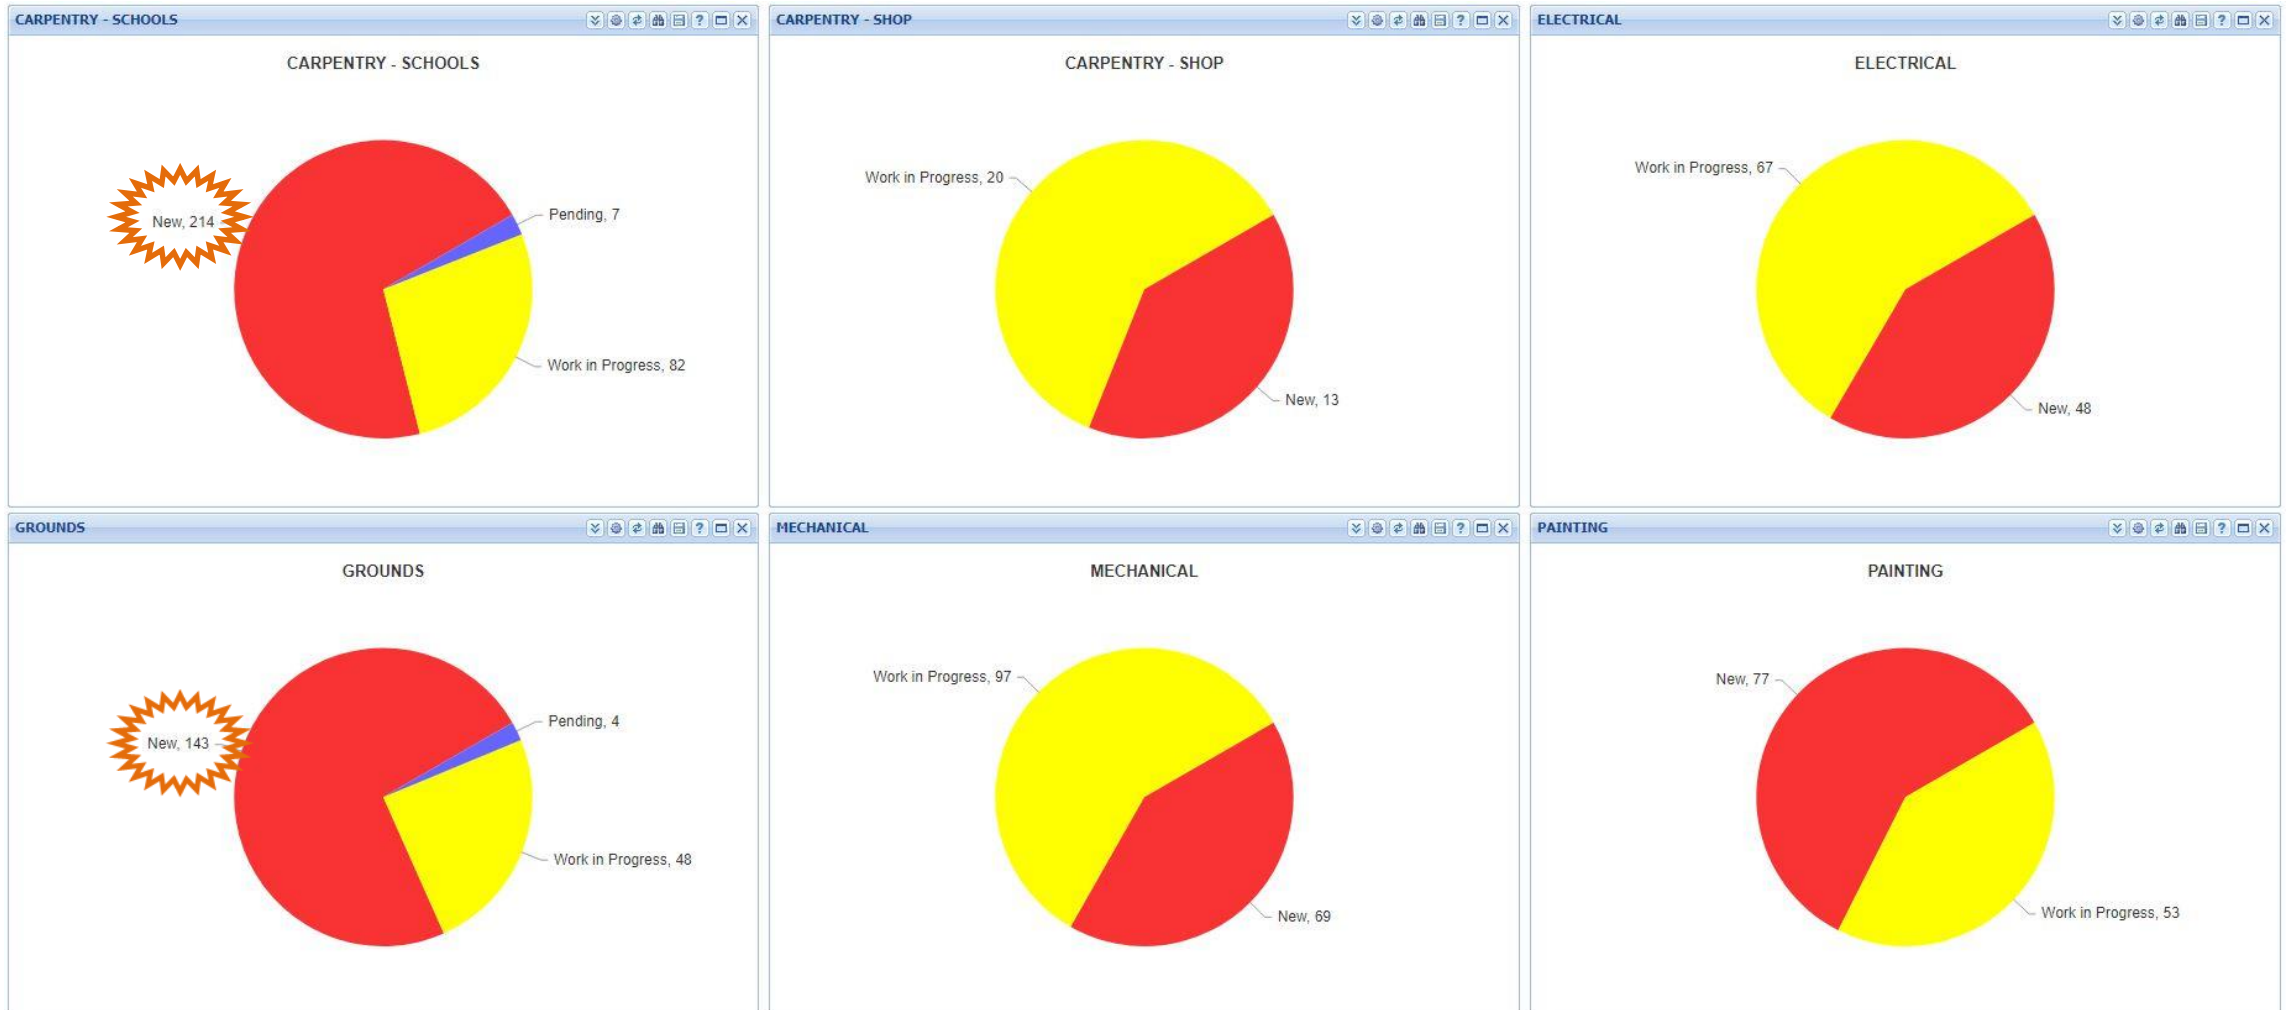 CARPENTRY - SCHOOLS
CARPENTRY - SCHOOLS
New, 214
Pending, 7
Work in Progress, 82
CARPENTRY - SHOP
CARPENTRY - SHOP
Work in Progress, 20
New, 13
ELECTRICAL
ELECTRICAL
Work in Progress, 67
New, 48
GROUNDS
GROUNDS
Pending, 4
New, 143
Work in Progress, 48
MECHANICAL
MECHANICAL
Work in Progress, 97
New, 69
PAINTING
PAINTING
New, 77
Work in Progress, 53